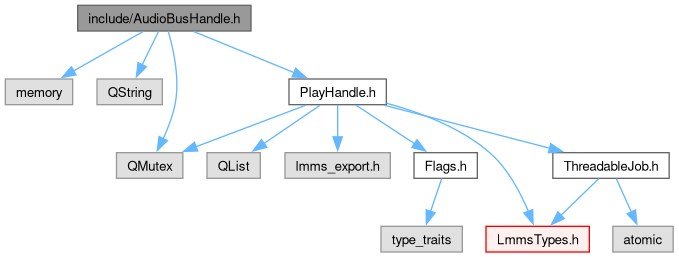 include/AudioBusHandle.h
memory
QString
PlayHandle.h
QMutex
QList
lmms_export.h
Flags.h
ThreadableJob.h
type_traits
LmmsTypes.h
atomic